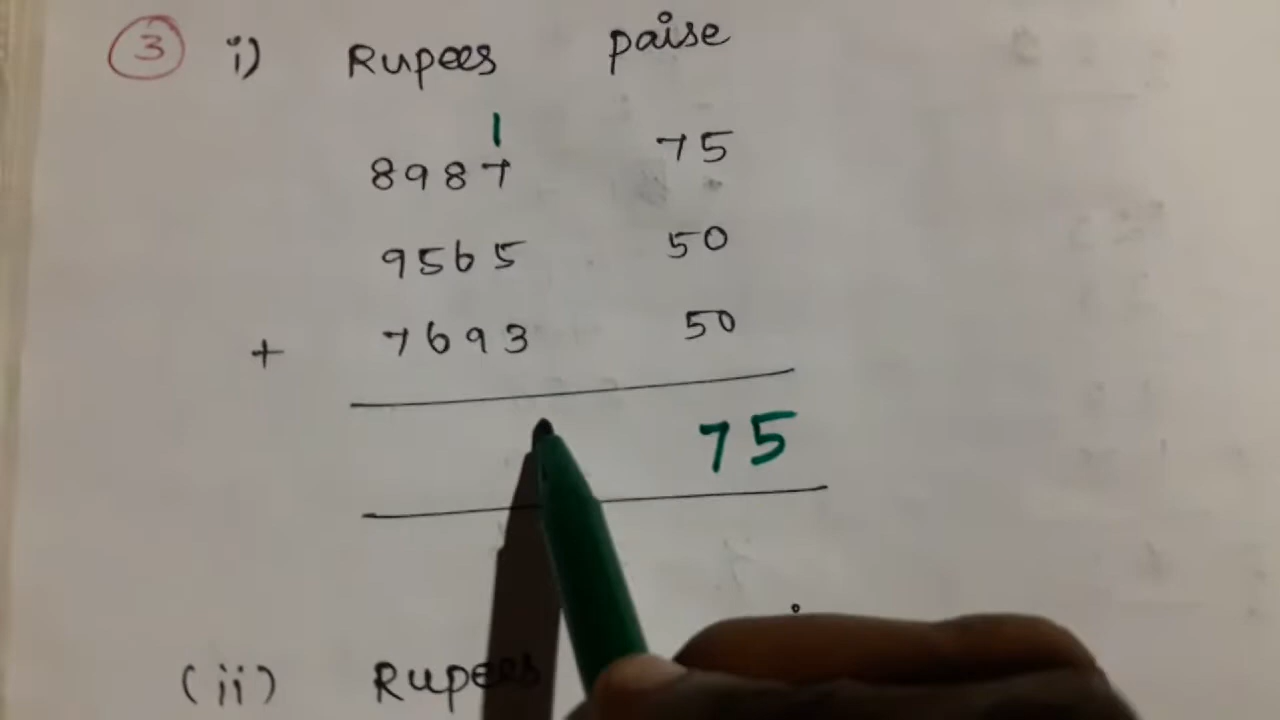 3 i) Rupees paise
1
8987 75
9565 50
+ 7693 50
75
(ii) Rupees